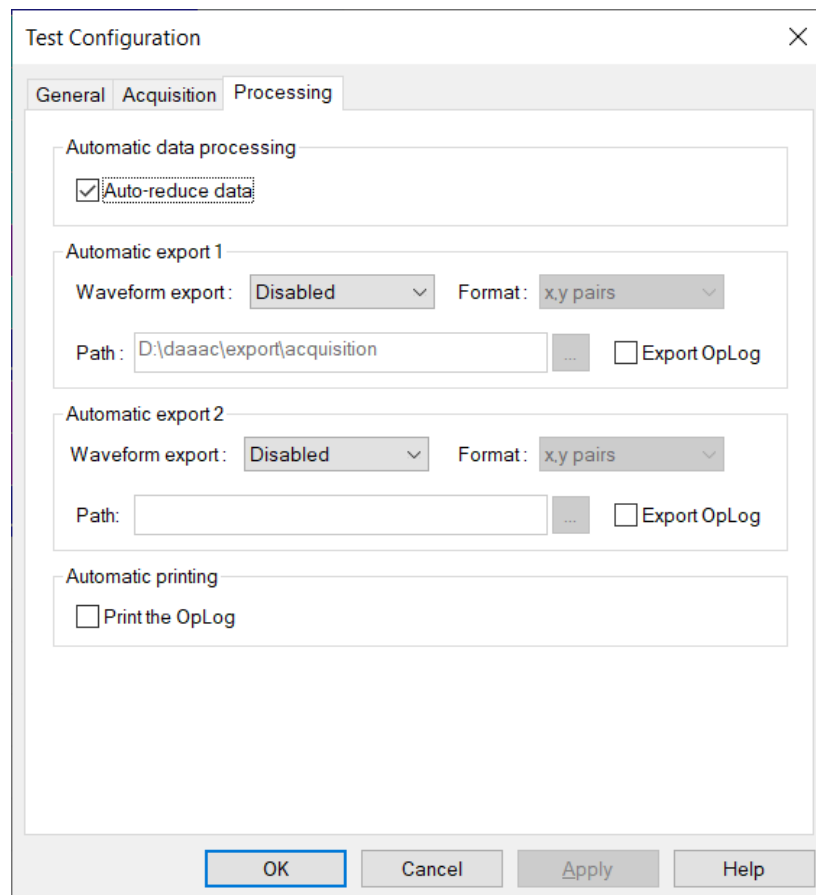 Test Configuration
General Acquisition Processing
Automatic data processing
Auto-reduce data
Automatic export 1
Waveform export : Disabled Format : x,y pairs
Path : D:\daaac\export\acquisition ... Export OpLog
Automatic export 2
Waveform export : Disabled Format : x,y pairs
Path: ... Export OpLog
Automatic printing
Print the OpLog
OK Cancel Apply Help